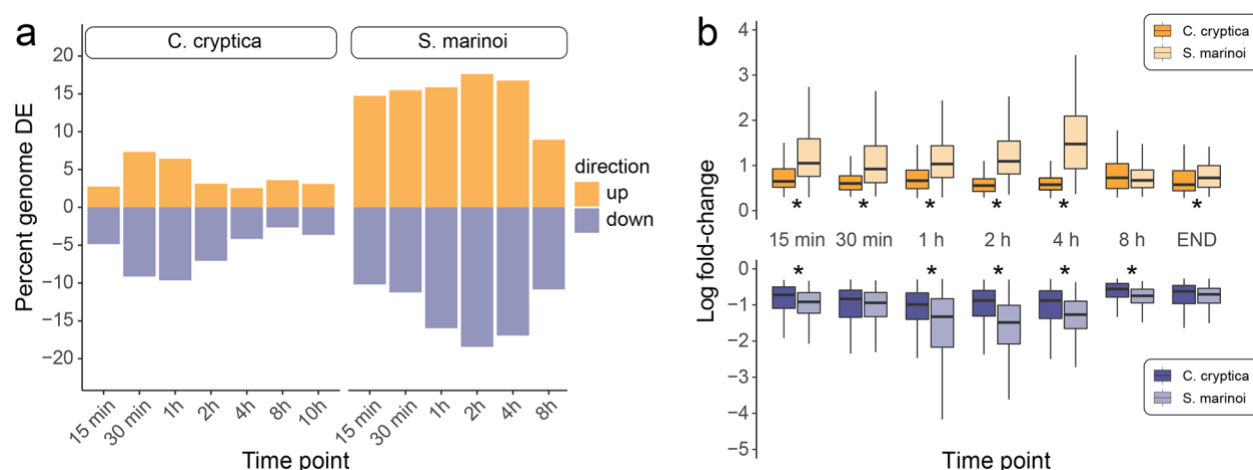 a
C. cryptica
S. marinoi
Percent genome DE
20
15
10
5
0
−5
−10
−15
−20
15 min
30 min
1h
2h
4h
8h
10h
15 min
30 min
1h
2h
4h
8h
Time point
direction
up
down
b
C. cryptica
S. marinoi
Log fold-change
4
3
2
1
0
* * * * * *
15 min 30 min 1 h 2 h 4 h 8 h END
* * * * *
0
−1
−2
−3
−4
−5
C. cryptica
S. marinoi
Time point